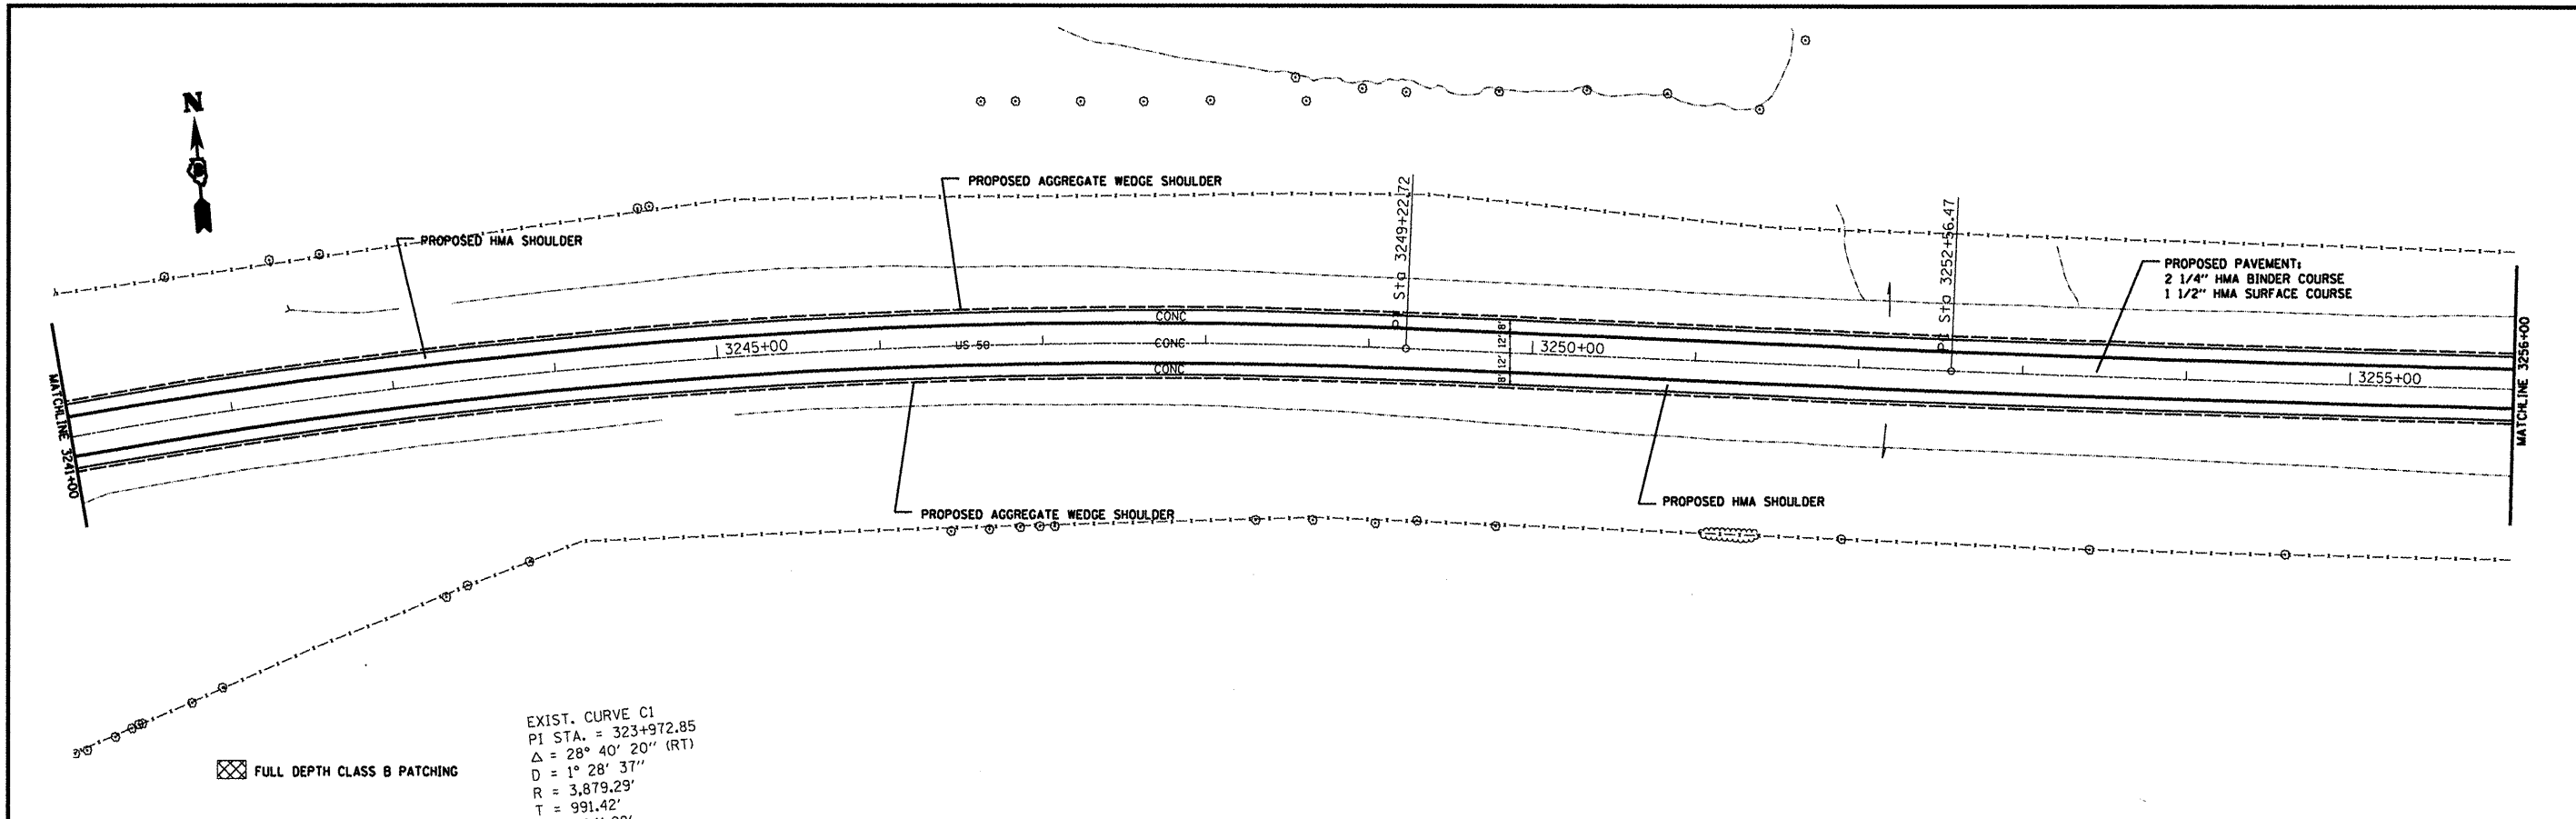 N
PROPOSED AGGREGATE WEDGE SHOULDER
PROPOSED HMA SHOULDER
Sta 3249+22.72
PROPOSED PAVEMENT:
2 1/4" HMA BINDER COURSE
1 1/2" HMA SURFACE COURSE
CONC
3245+00
US 50
CONC
8' 12' 12' 8'
3250+00
CONC
3255+00
MATCHLINE 3241+00
MATCHLINE 3256+00
PROPOSED AGGREGATE WEDGE SHOULDER
PROPOSED HMA SHOULDER
FULL DEPTH CLASS B PATCHING
EXIST. CURVE C1
PI STA. = 323+972.85
Δ = 28° 40' 20" (RT)
D = 1° 28' 37"
R = 3,879.29'
T = 991.42'